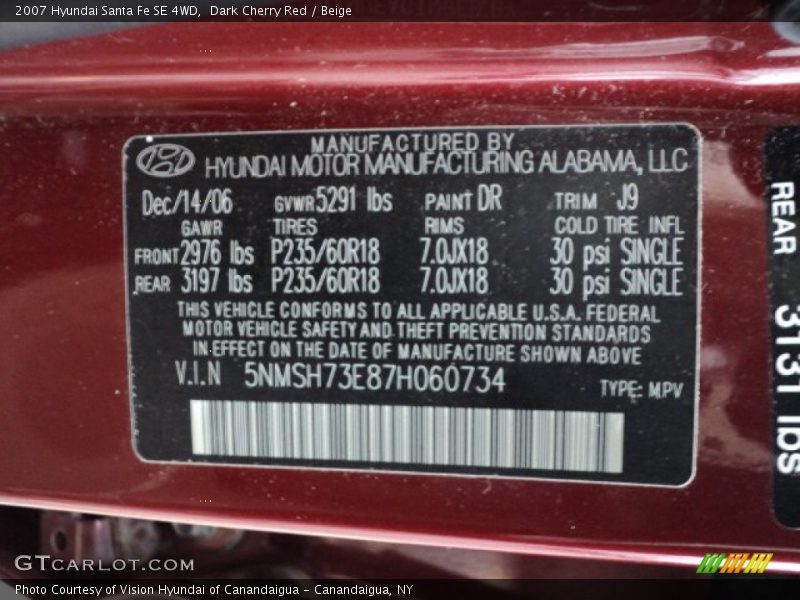 2007 Hyundai Santa Fe SE 4WD, Dark Cherry Red / Beige
MANUFACTURED BY
HYUNDAI MOTOR MANUFACTURING ALABAMA, LLC
Dec/14/06 GVWR 5291 lbs PAINT DR TRIM J9
GAWR TIRES RIMS COLD TIRE INFL
FRONT 2976 lbs P235/60R18 7.0JX18 30 psi SINGLE
REAR 3197 lbs P235/60R18 7.0JX18 30 psi SINGLE
THIS VEHICLE CONFORMS TO ALL APPLICABLE U.S.A. FEDERAL
MOTOR VEHICLE SAFETY AND THEFT PREVENTION STANDARDS
IN EFFECT ON THE DATE OF MANUFACTURE SHOWN ABOVE
V.I.N 5NMSH73E87H060734 TYPE: MPV
REAR 3131 lbs
GTCARLOT.COM
Photo Courtesy of Vision Hyundai of Canandaigua - Canandaigua, NY